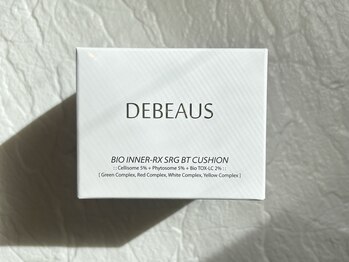 DEBEAUS
BIO INNER-RX SRG BT CUSHION
:: Cellisome 5% + Phytosome 5% + Bio TOX-LC 2% ::
[ Green Complex, Red Complex, White Complex, Yellow Complex ]